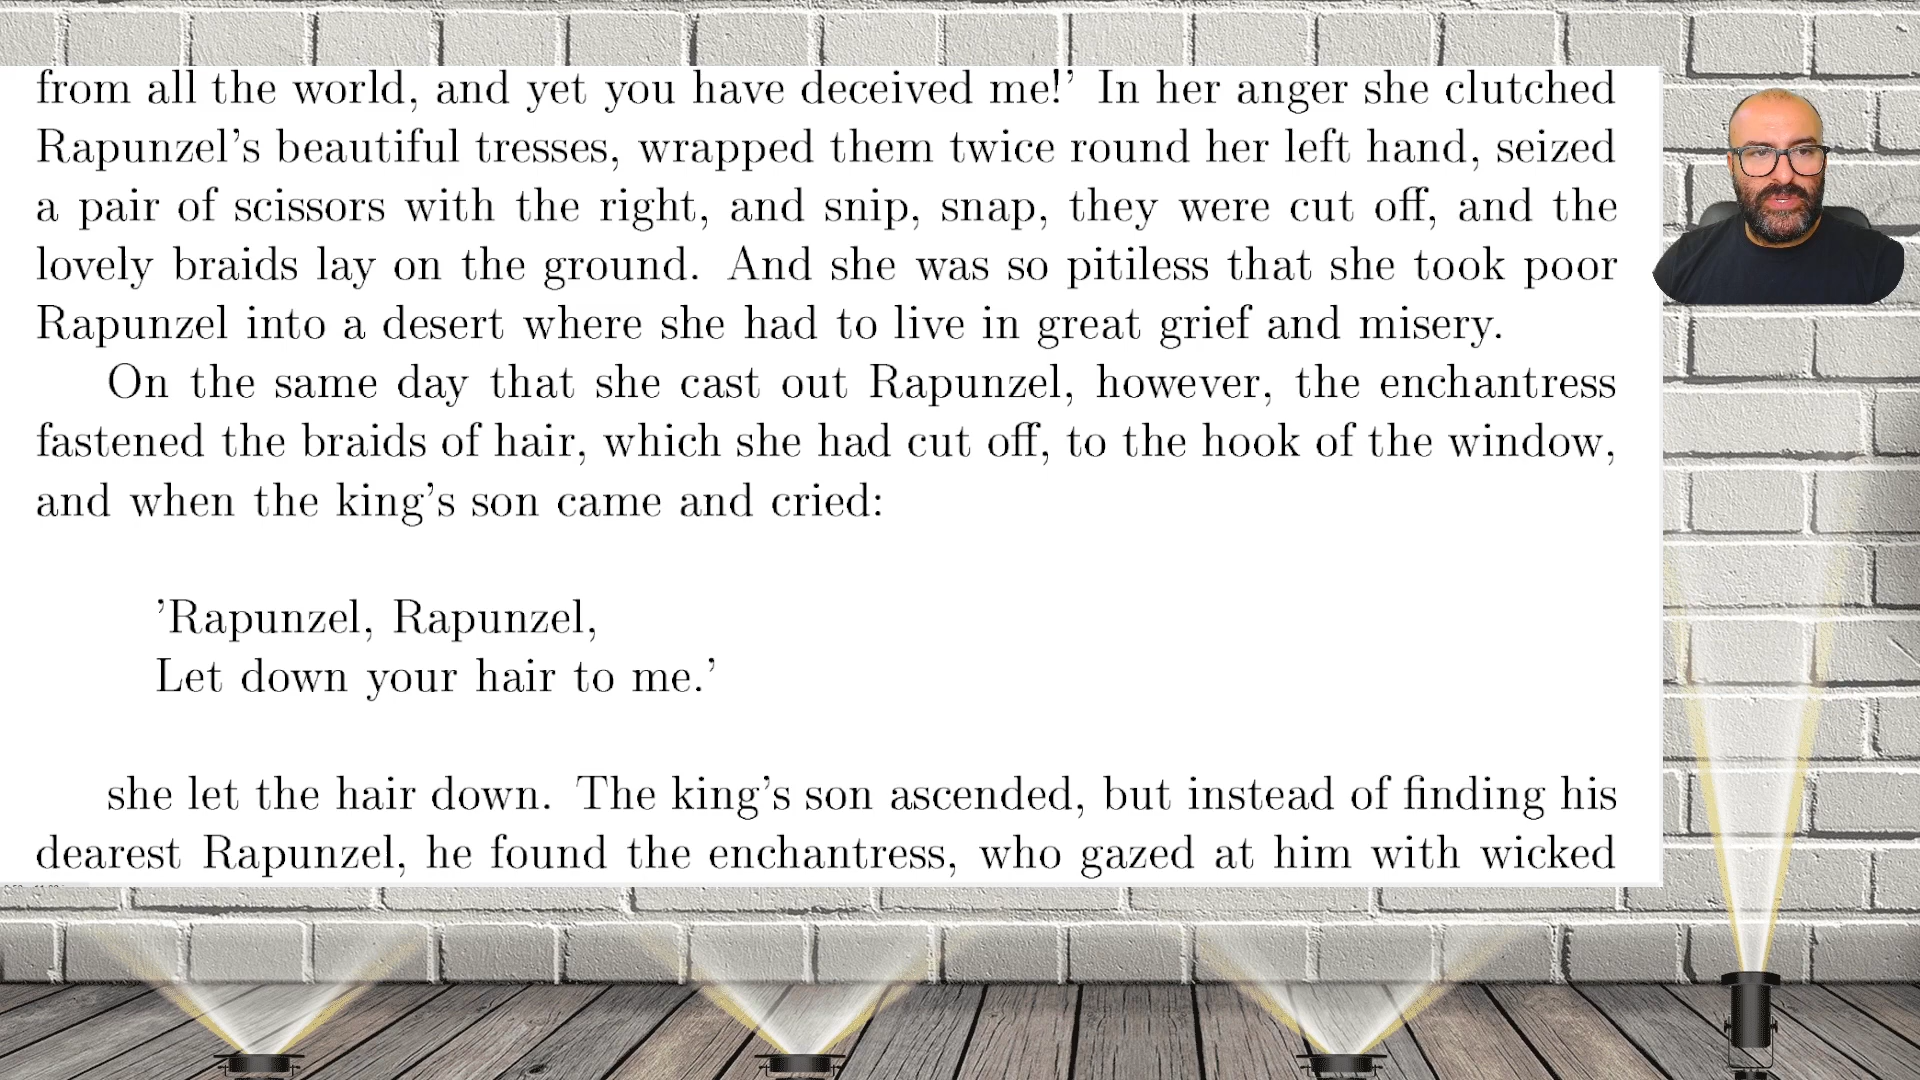 from all the world, and yet you have deceived me!’ In her anger she clutched
Rapunzel’s beautiful tresses, wrapped them twice round her left hand, seized
a pair of scissors with the right, and snip, snap, they were cut off, and the
lovely braids lay on the ground. And she was so pitiless that she took poor
Rapunzel into a desert where she had to live in great grief and misery.
On the same day that she cast out Rapunzel, however, the enchantress
fastened the braids of hair, which she had cut off, to the hook of the window,
and when the king’s son came and cried:
’Rapunzel, Rapunzel,
Let down your hair to me.’
she let the hair down. The king’s son ascended, but instead of finding his
dearest Rapunzel, he found the enchantress, who gazed at him with wicked